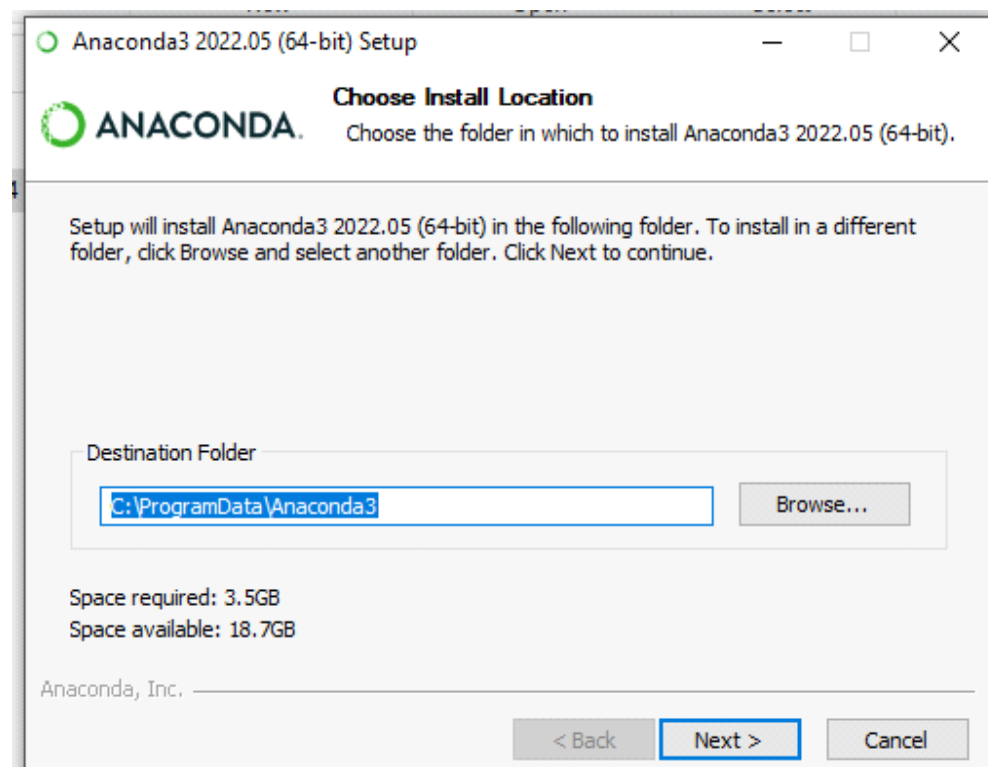 Anaconda3 2022.05 (64-bit) Setup
ANACONDA.
Choose Install Location
Choose the folder in which to install Anaconda3 2022.05 (64-bit).
4
Setup will install Anaconda3 2022.05 (64-bit) in the following folder. To install in a different
folder, click Browse and select another folder. Click Next to continue.
Destination Folder
C:\ProgramData\Anaconda3
Browse...
Space required: 3.5GB
Space available: 18.7GB
Anaconda, Inc.
< Back
Next >
Cancel